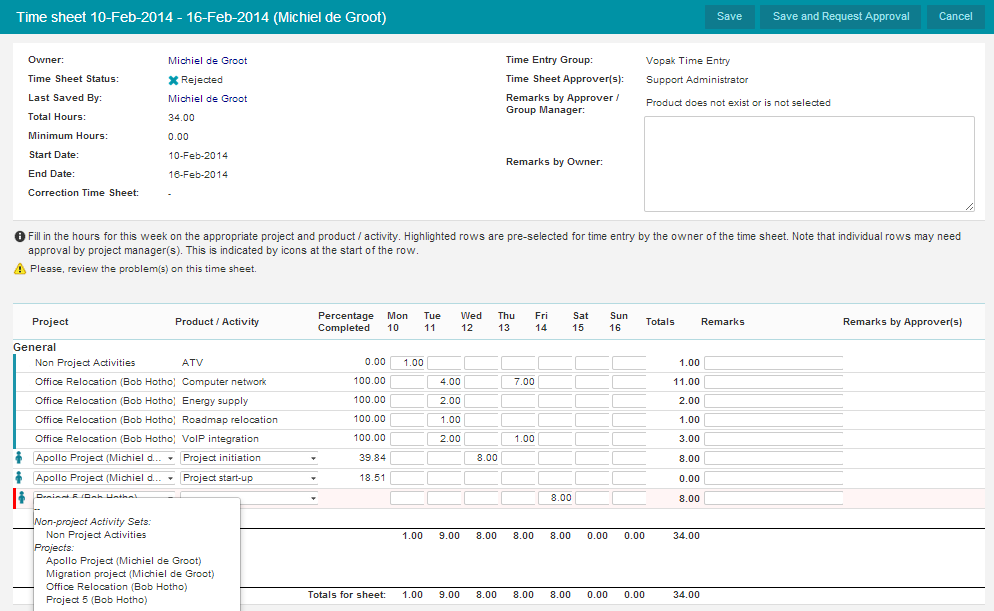 Time sheet 10-Feb-2014 - 16-Feb-2014 (Michiel de Groot) Save Save and Request Approval Cancel
Owner: Michiel de Groot Time Entry Group: Vopak Time Entry
Time Sheet Status: Rejected Time Sheet Approver(s): Support Administrator
Last Saved By: Michiel de Groot Remarks by Approver / Group Manager: Product does not exist or is not selected
Total Hours: 34.00
Minimum Hours: 0.00
Start Date: 10-Feb-2014 Remarks by Owner:
End Date: 16-Feb-2014
Correction Time Sheet: -
Fill in the hours for this week on the appropriate project and product / activity. Highlighted rows are pre-selected for time entry by the owner of the time sheet. Note that individual rows may need
approval by project manager(s). This is indicated by icons at the start of the row.
Please, review the problem(s) on this time sheet.
Project Product / Activity Percentage Completed Mon 10 Tue 11 Wed 12 Thu 13 Fri 14 Sat 15 Sun 16 Totals Remarks Remarks by Approver(s)
General
Non Project Activities ATV 0.00 1.00 1.00
Office Relocation (Bob Hotho) Computer network 100.00 4.00 7.00 11.00
Office Relocation (Bob Hotho) Energy supply 100.00 2.00 2.00
Office Relocation (Bob Hotho) Roadmap relocation 100.00 1.00 1.00
Office Relocation (Bob Hotho) VoIP integration 100.00 2.00 1.00 3.00
Apollo Project (Michiel d... Project initiation 39.84 8.00 8.00
Apollo Project (Michiel d... Project start-up 18.51 0.00
Project 5 (Bob Hotho) 8.00 8.00
--
Non-project Activity Sets:
Non Project Activities 1.00 9.00 8.00 8.00 8.00 0.00 0.00 34.00
Projects:
Apollo Project (Michiel de Groot)
Migration project (Michiel de Groot)
Office Relocation (Bob Hotho)
Project 5 (Bob Hotho)
Totals for sheet: 1.00 9.00 8.00 8.00 8.00 0.00 0.00 34.00